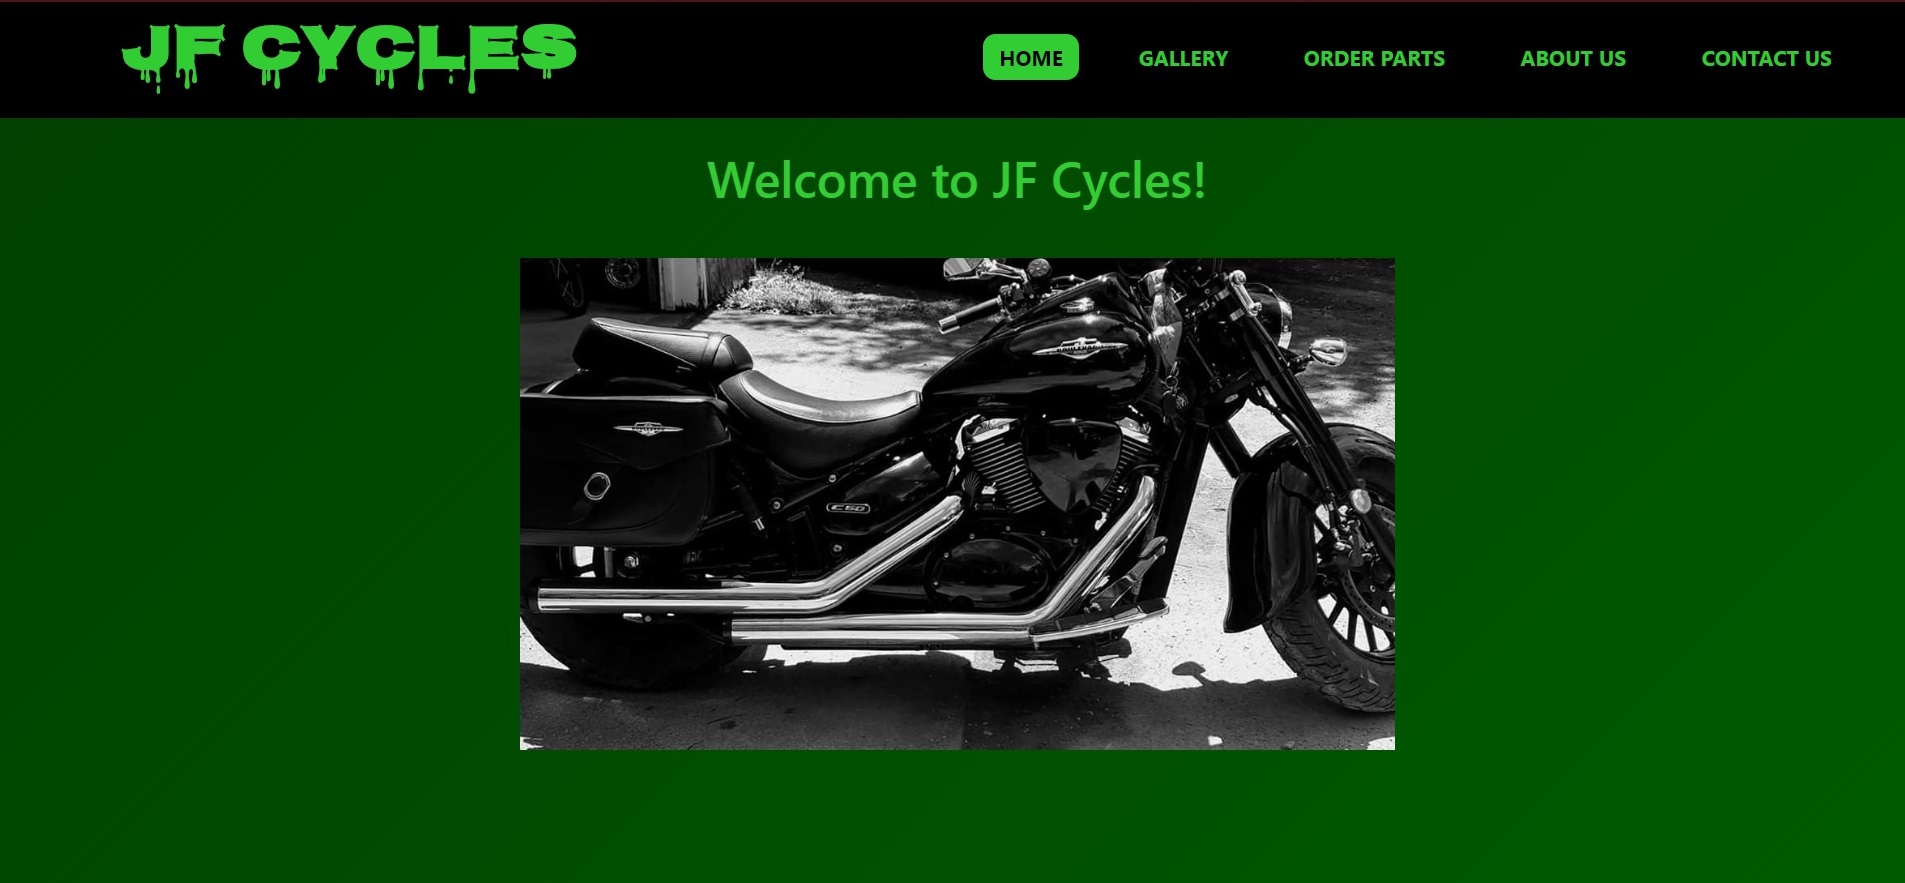 JF CYCLES
HOME GALLERY ORDER PARTS ABOUT US CONTACT US
Welcome to JF Cycles!
C50